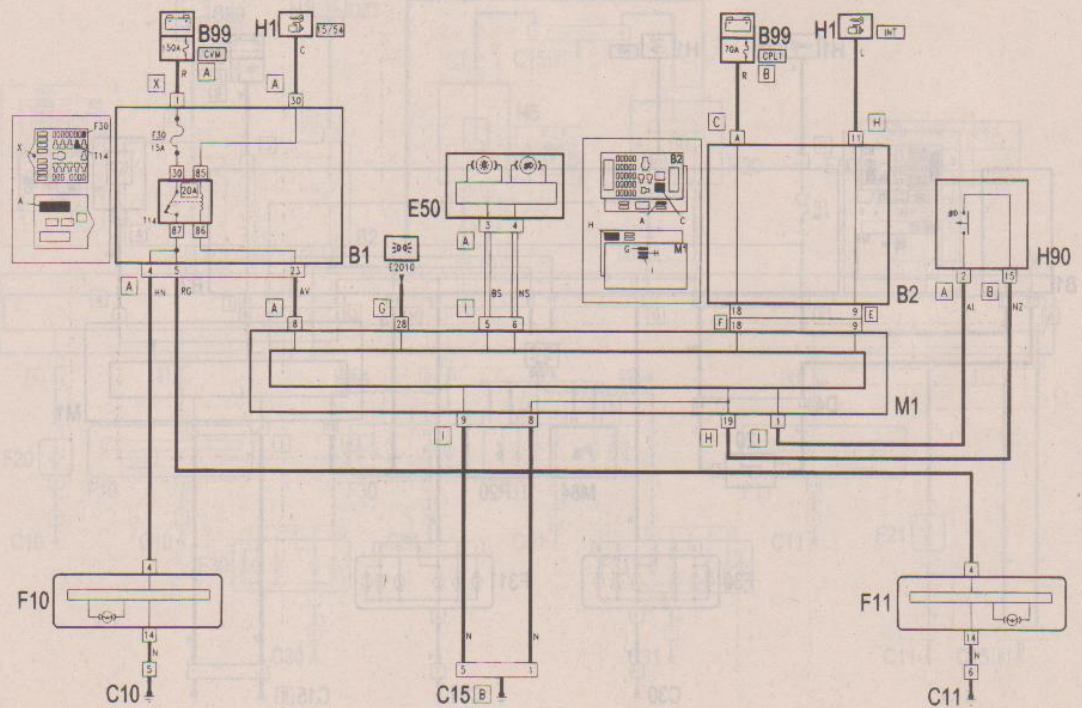 B99
150A
CVM
A
R
X
1
H1
15/54
C
A
30
F30
15A
30
85
20A
T14
87
86
B1
4
5
23
A
HN
RG
A
AV
8
F30
X
T14
A
E50
3
4
A
BS
NS
I
5
6
E2010
G
28
B99
70A
CPL1
B
R
C
A
H1
INT
L
H
11
B2
A
C
H
M1
G
H
I
B2
18
9
F
E
18
9
H90
2
15
A
B
AL
NZ
M1
9
8
I
19
1
H
I
4
F10
14
N
5
C10
N
N
5
1
C15
B
4
F11
14
N
6
C11